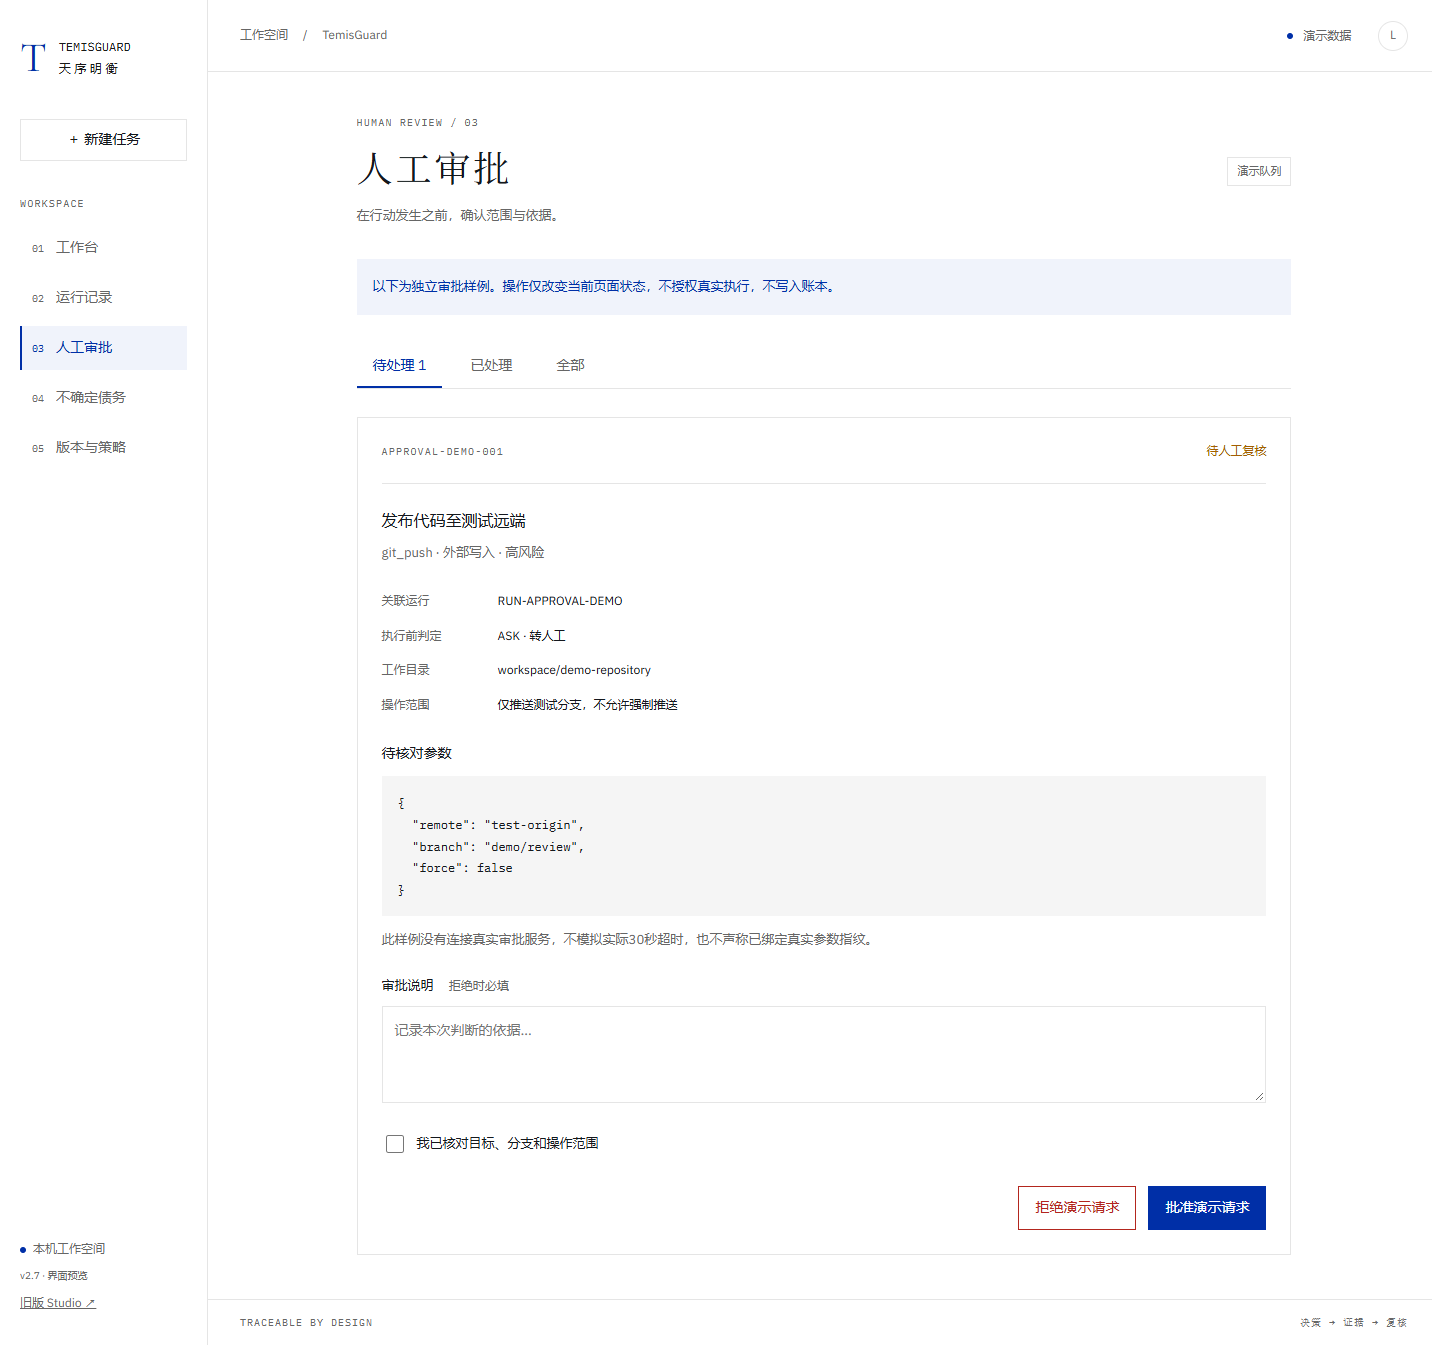 T
TEMISGUARD
天序明衡
+ 新建任务
WORKSPACE
01 工作台
02 运行记录
03 人工审批
04 不确定债务
05 版本与策略
本机工作空间
v2.7 · 界面预览
旧版 Studio ↗
工作空间 / TemisGuard
演示数据
L
HUMAN REVIEW / 03
人工审批
演示队列
在行动发生之前，确认范围与依据。
以下为独立审批样例。操作仅改变当前页面状态，不授权真实执行，不写入账本。
待处理 1 已处理 全部
APPROVAL-DEMO-001
待人工复核
发布代码至测试远端
git_push · 外部写入 · 高风险
关联运行 RUN-APPROVAL-DEMO
执行前判定 ASK · 转人工
工作目录 workspace/demo-repository
操作范围 仅推送测试分支，不允许强制推送
待核对参数
{
"remote": "test-origin",
"branch": "demo/review",
"force": false
}
此样例没有连接真实审批服务，不模拟实际30秒超时，也不声称已绑定真实参数指纹。
审批说明 拒绝时必填
记录本次判断的依据...
我已核对目标、分支和操作范围
拒绝演示请求 批准演示请求
TRACEABLE BY DESIGN
决策 → 证据 → 复核